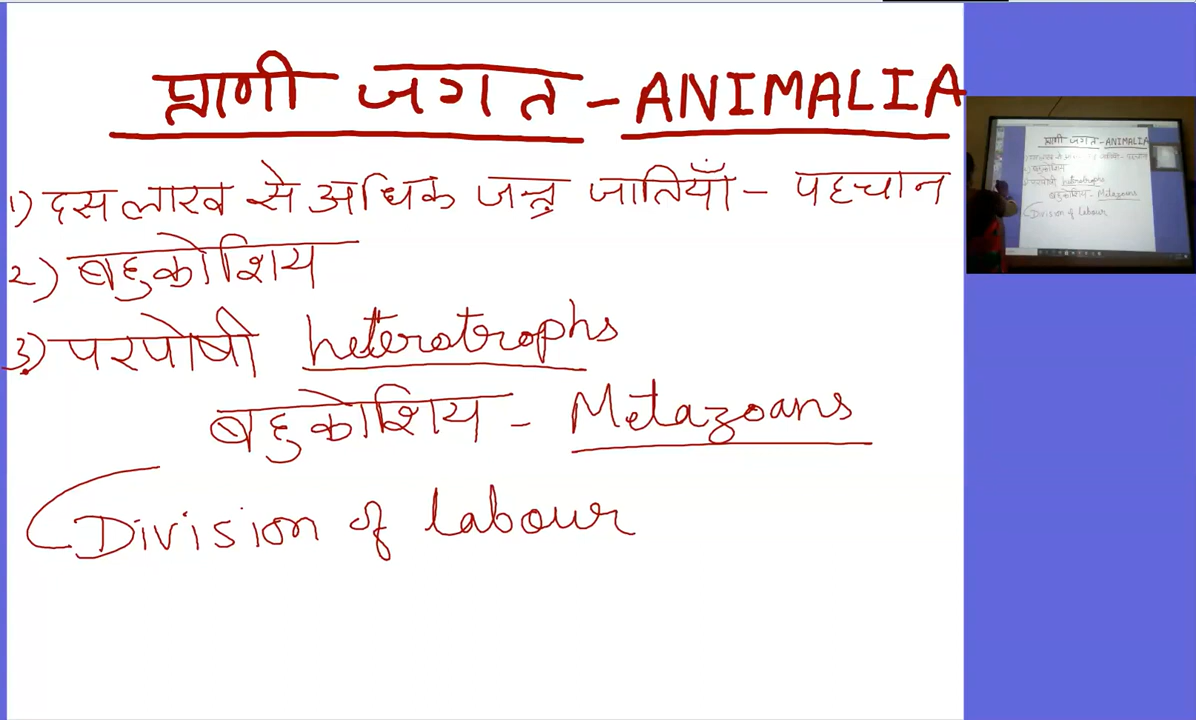 प्राणी जगत - ANIMALIA
1) दस लाख से अधिक जन्तु जातियाँ - पहचान
2) बहुकोशिय
3) परपोषी heterotrophs
बहुकोशिय - Metazoans
Division of labour